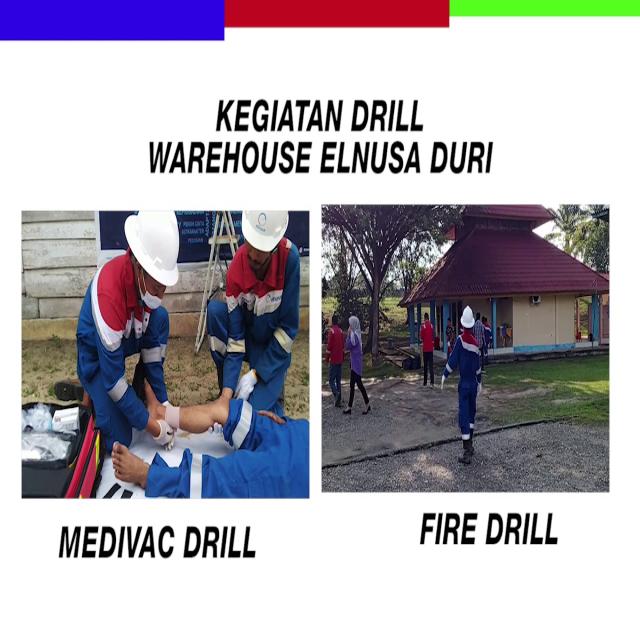 KEGIATAN DRILL
WAREHOUSE ELNUSA DURI
MEDIVAC DRILL
FIRE DRILL